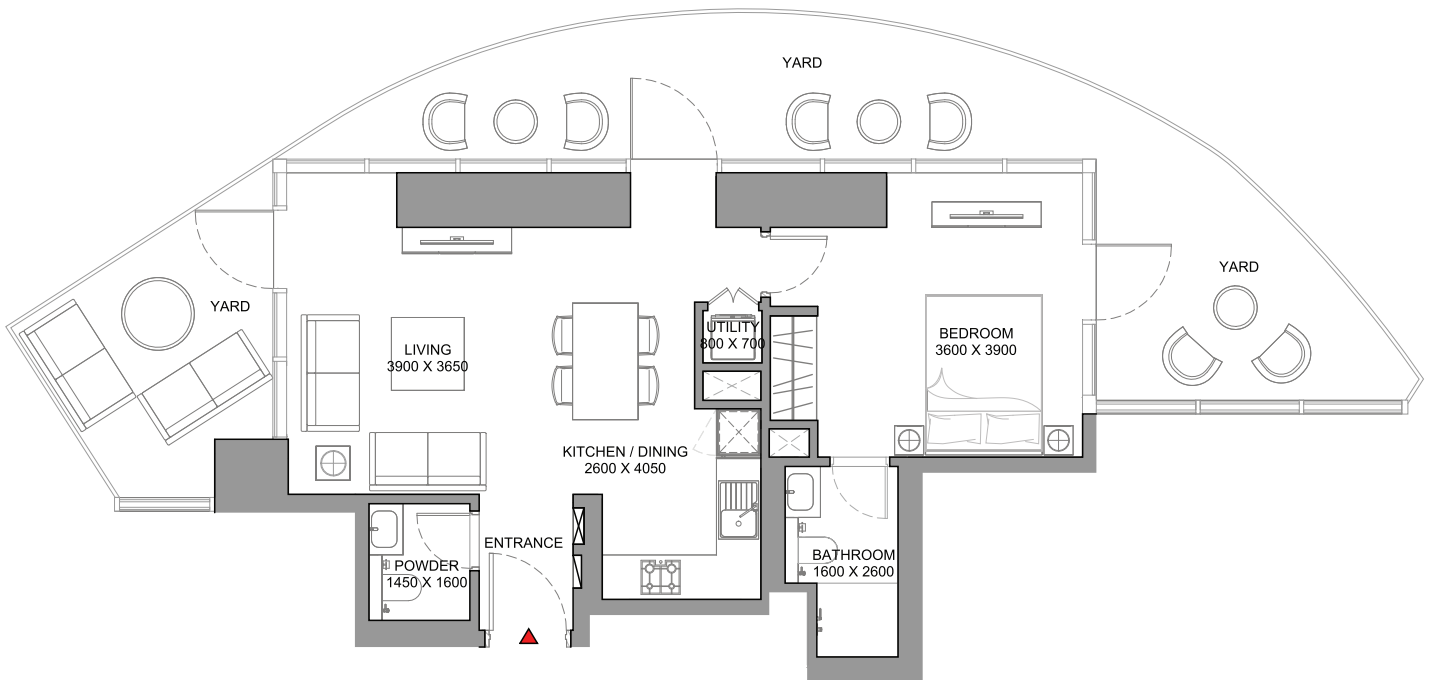 YARD
YARD
YARD
UTILITY
800 X 700
BEDROOM
3600 X 3900
LIVING
3900 X 3650
KITCHEN / DINING
2600 X 4050
ENTRANCE
POWDER
1450 X 1600
BATHROOM
1600 X 2600